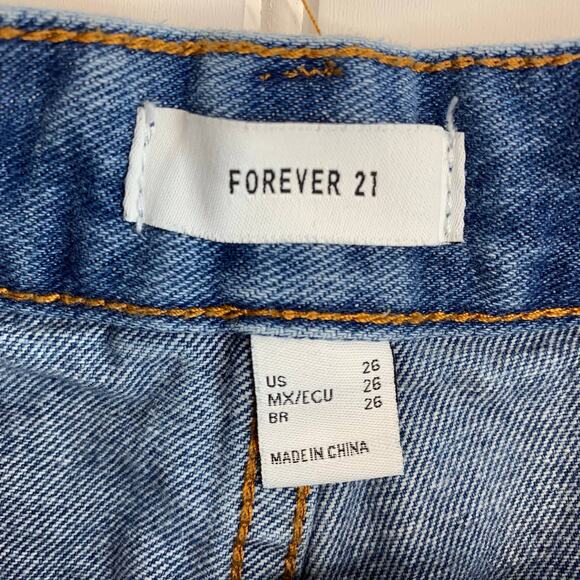 FOREVER 21
US 26
MX/ECU 26
BR 26
MADE IN CHINA